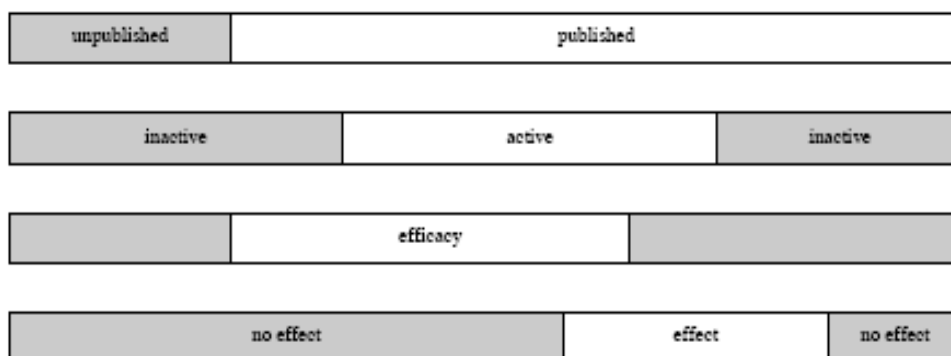 unpublished published
inactive active inactive
efficacy
no effect effect no effect